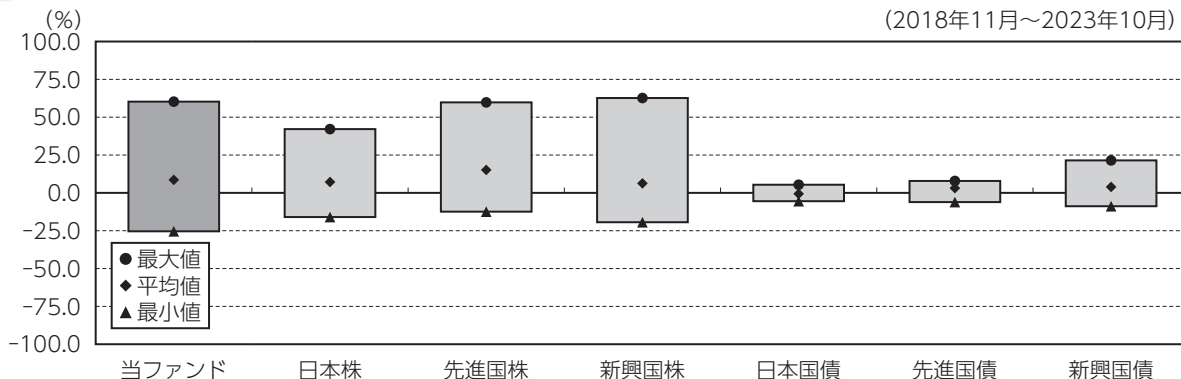 (%)
(2018年11月～2023年10月)
100.0
75.0
50.0
25.0
0.0
-25.0
-50.0
-75.0
-100.0
●最大値
◆平均値
▲最小値
当ファンド 日本株 先進国株 新興国株 日本国債 先進国債 新興国債